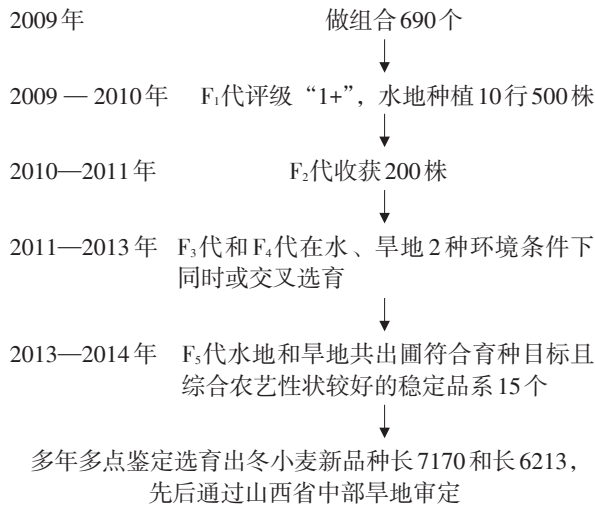 2009年 做组合690个
2009 — 2010年 F₁代评级“1+”，水地种植10行500株
2010—2011年 F₂代收获200株
2011—2013年 F₃代和F₄代在水、旱地2种环境条件下
同时或交叉选育
2013—2014年 F₅代水地和旱地共出圃符合育种目标且
综合农艺性状较好的稳定品系15个
多年多点鉴定选育出冬小麦新品种长7170和长6213，
先后通过山西省中部旱地审定